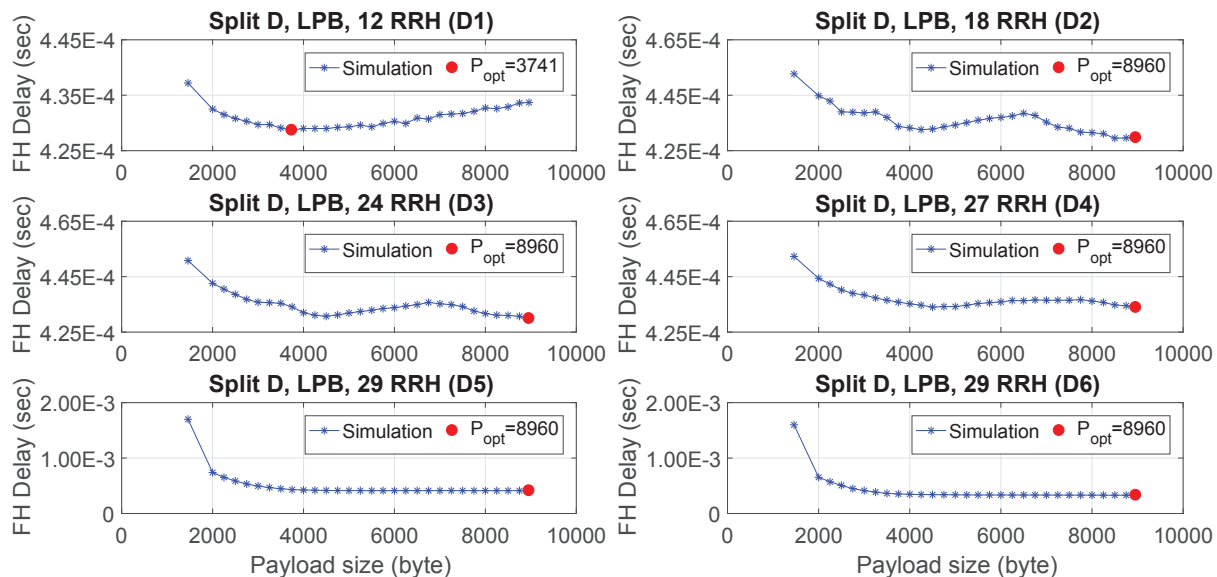 Split D, LPB, 12 RRH (D1)
FH Delay (sec)
4.45E-4
4.35E-4
4.25E-4
Simulation
P_opt=3741
0 2000 4000 6000 8000 10000
Split D, LPB, 18 RRH (D2)
FH Delay (sec)
4.65E-4
4.45E-4
4.25E-4
Simulation
P_opt=8960
0 2000 4000 6000 8000 10000
Split D, LPB, 24 RRH (D3)
FH Delay (sec)
4.65E-4
4.45E-4
4.25E-4
Simulation
P_opt=8960
0 2000 4000 6000 8000 10000
Split D, LPB, 27 RRH (D4)
FH Delay (sec)
4.65E-4
4.45E-4
4.25E-4
Simulation
P_opt=8960
0 2000 4000 6000 8000 10000
Split D, LPB, 29 RRH (D5)
FH Delay (sec)
2.00E-3
1.00E-3
0
Simulation
P_opt=8960
0 2000 4000 6000 8000 10000
Payload size (byte)
Split D, LPB, 29 RRH (D6)
FH Delay (sec)
2.00E-3
1.00E-3
0
Simulation
P_opt=8960
0 2000 4000 6000 8000 10000
Payload size (byte)